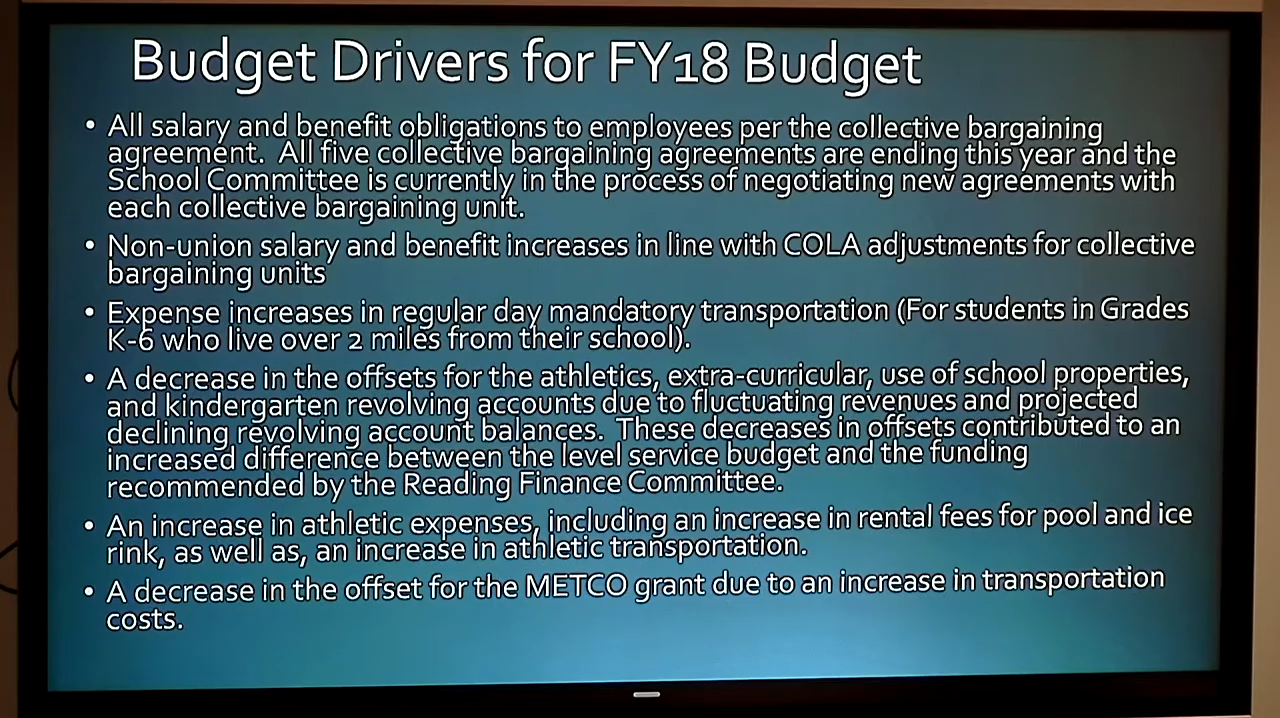 Budget Drivers for FY18 Budget
• All salary and benefit obligations to employees per the collective bargaining
agreement. All five collective bargaining agreements are ending this year and the
School Committee is currently in the process of negotiating new agreements with
each collective bargaining unit.
• Non-union salary and benefit increases in line with COLA adjustments for collective
bargaining units
• Expense increases in regular day mandatory transportation (For students in Grades
K-6 who live over 2 miles from their school).
• A decrease in the offsets for the athletics, extra-curricular, use of school properties,
and kindergarten revolving accounts due to fluctuating revenues and projected
declining revolving account balances. These decreases in offsets contributed to an
increased difference between the level service budget and the funding
recommended by the Reading Finance Committee.
• An increase in athletic expenses, including an increase in rental fees for pool and ice
rink, as well as, an increase in athletic transportation.
• A decrease in the offset for the METCO grant due to an increase in transportation
costs.